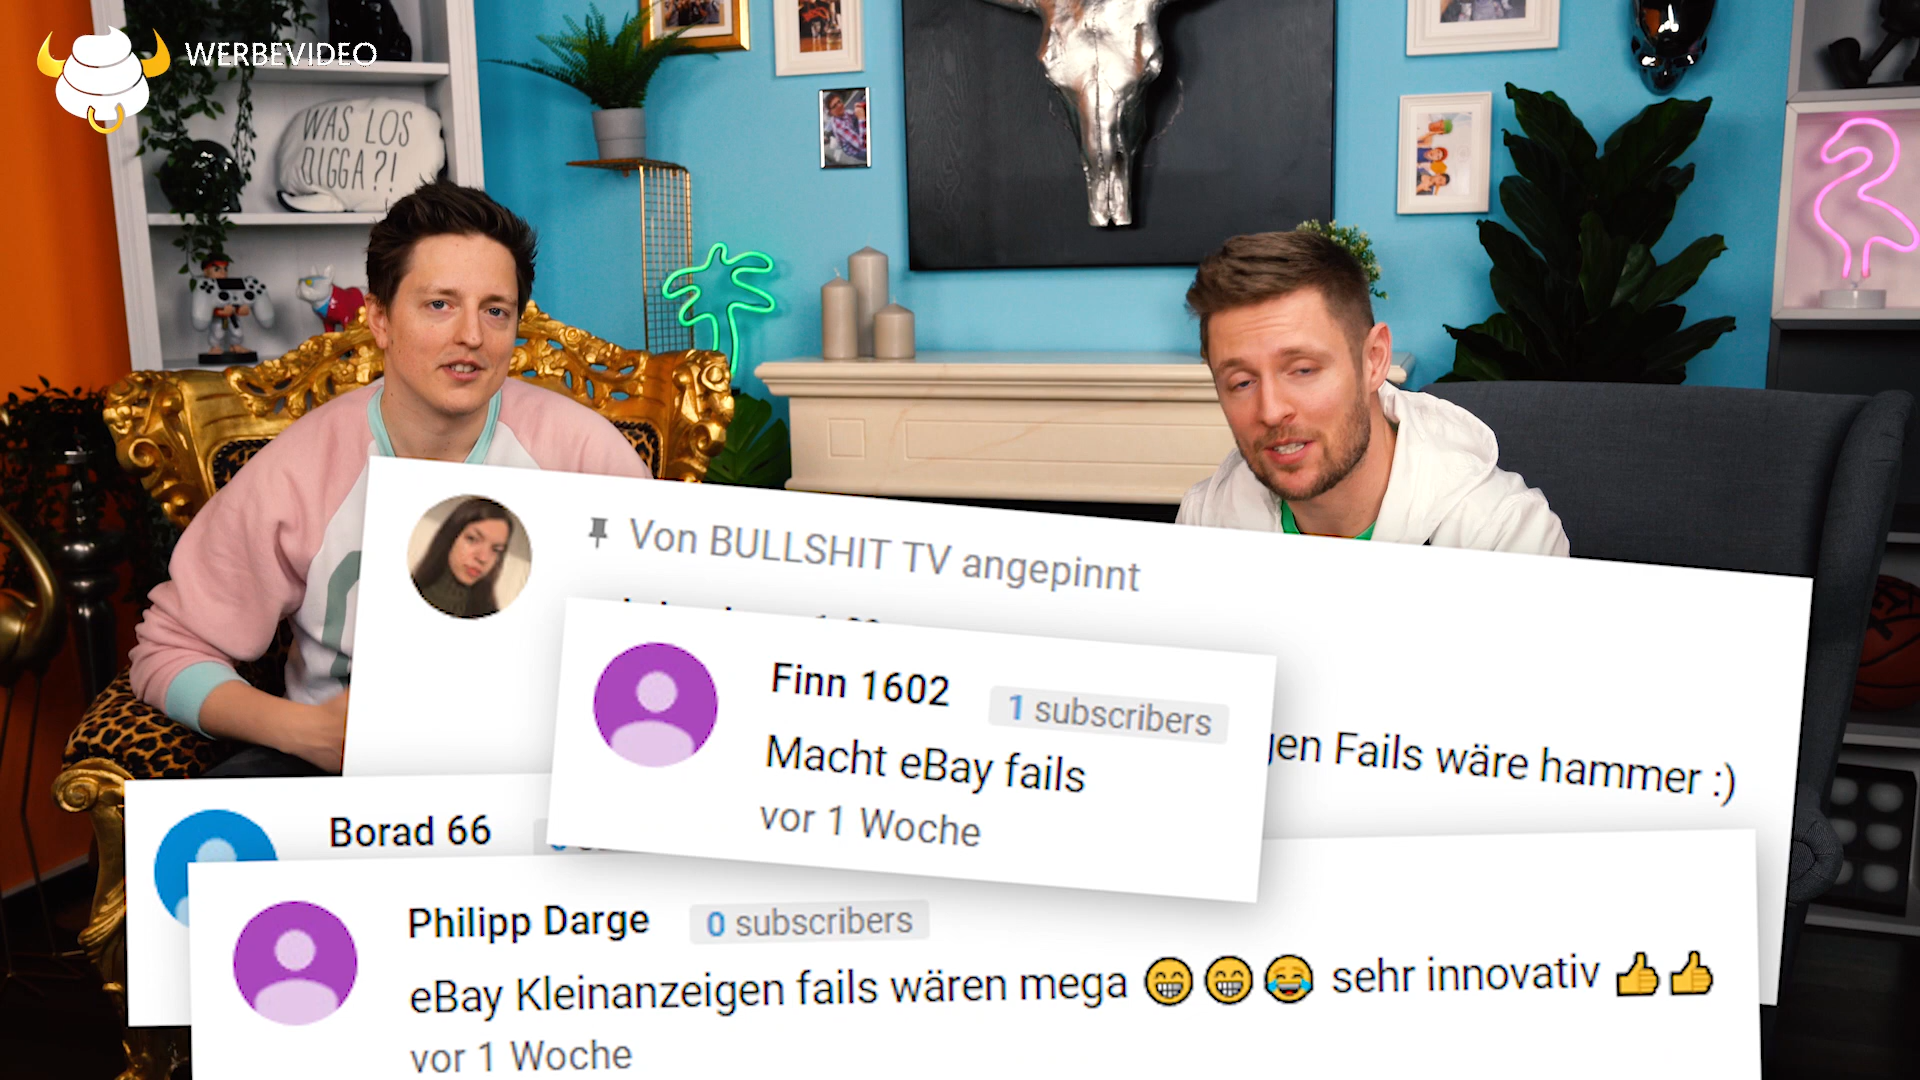 WERBEVIDEO
WAS LOS
DIGGA?!
Von BULLSHIT TV angepinnt
Finn 1602 1 subscribers
Macht eBay fails
vor 1 Woche
Fails wäre hammer :)
Borad 66
Philipp Darge 0 subscribers
eBay Kleinanzeigen fails wären mega 😁😁😂 sehr innovativ 👍👍
vor 1 Woche